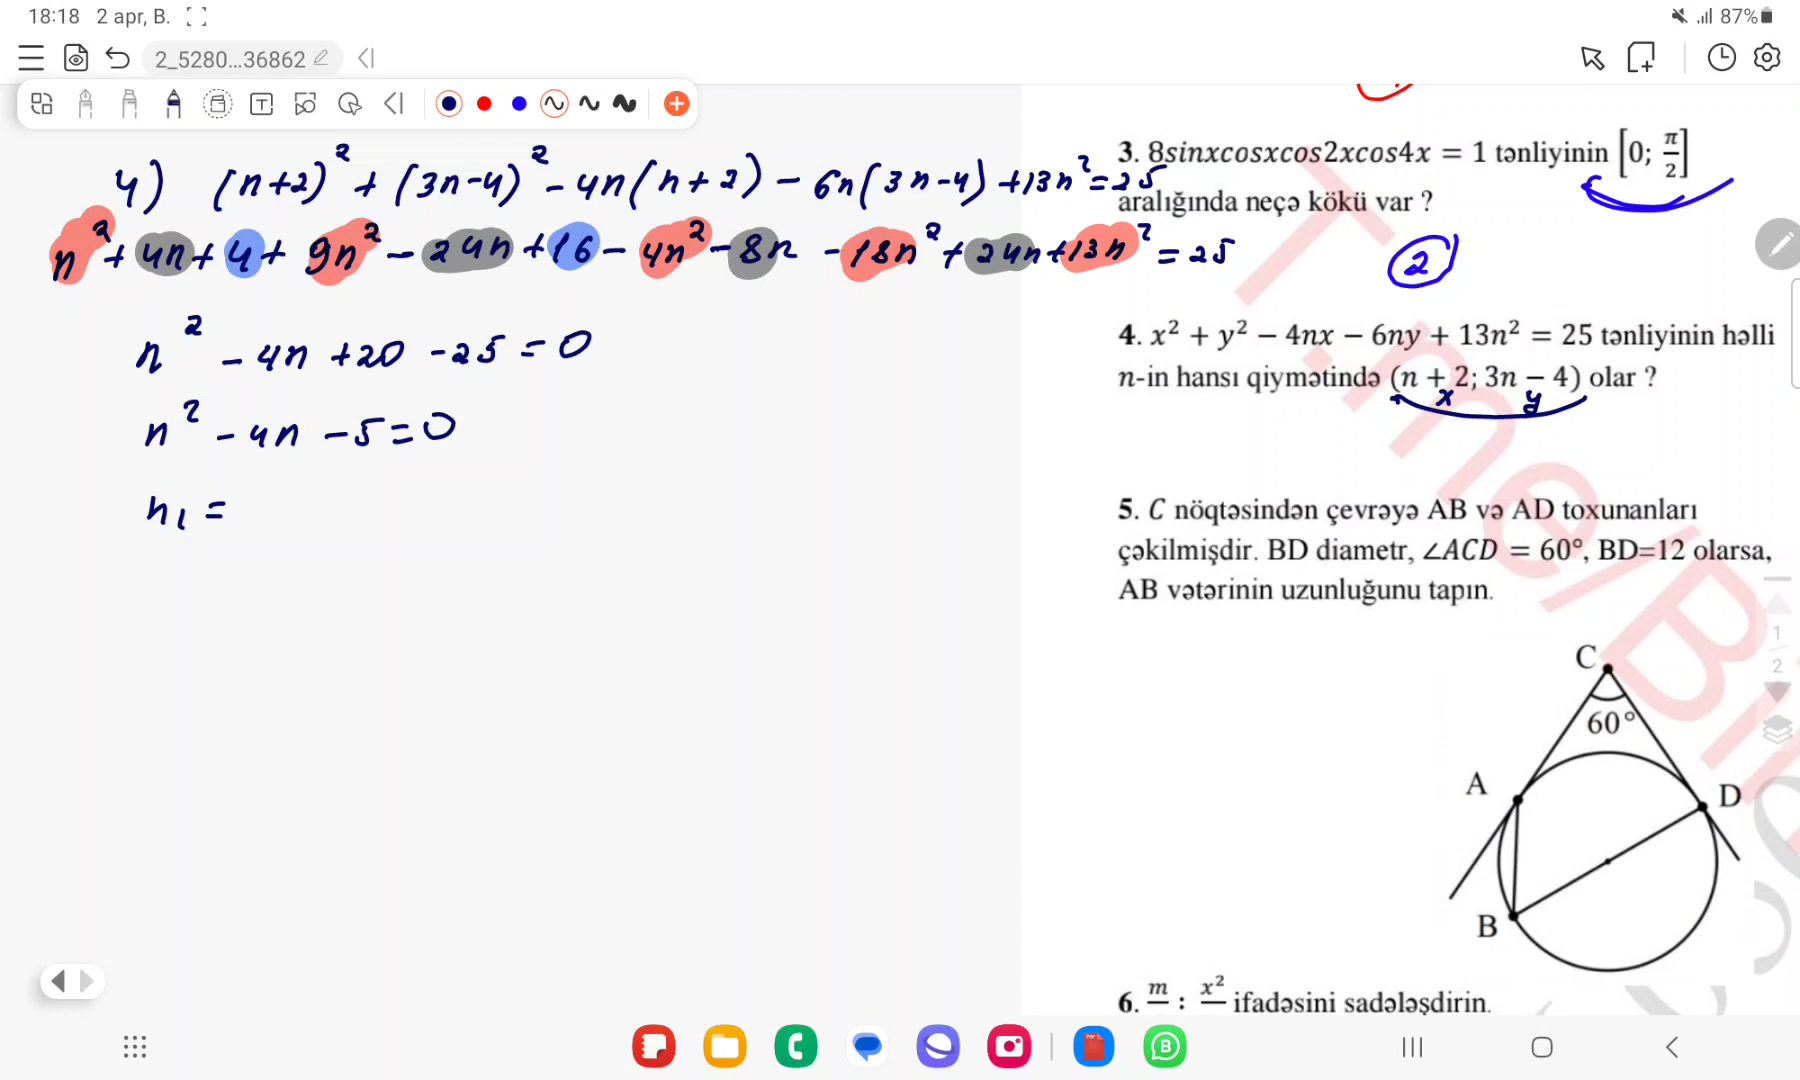 18:18 2 apr, B.
87%
2_5280...36862
4) (n+2)² + (3n-4)² - 4n(n+2) - 6n(3n-4) + 13n² = 25
n² + 4n + 4 + 9n² - 24n + 16 - 4n² - 8n - 18n² + 24n + 13n² = 25
n² - 4n + 20 - 25 = 0
n² - 4n - 5 = 0
n₁ =
3. 8sinxcosxcos2xcos4x = 1 tənliyinin [0; π/2]
aralığında neçə kökü var ?
2
4. x² + y² − 4nx − 6ny + 13n² = 25 tənliyinin həlli
n-in hansı qiymətində (n + 2; 3n − 4) olar ?
x y
5. C nöqtəsindən çevrəyə AB və AD toxunanları
çəkilmişdir. BD diametr, ∠ACD = 60°, BD=12 olarsa,
AB vətərinin uzunluğunu tapın.
C
60°
A
D
B
6. m : x² ifadəsini sadələşdirin.
1
2
T.me/Bi